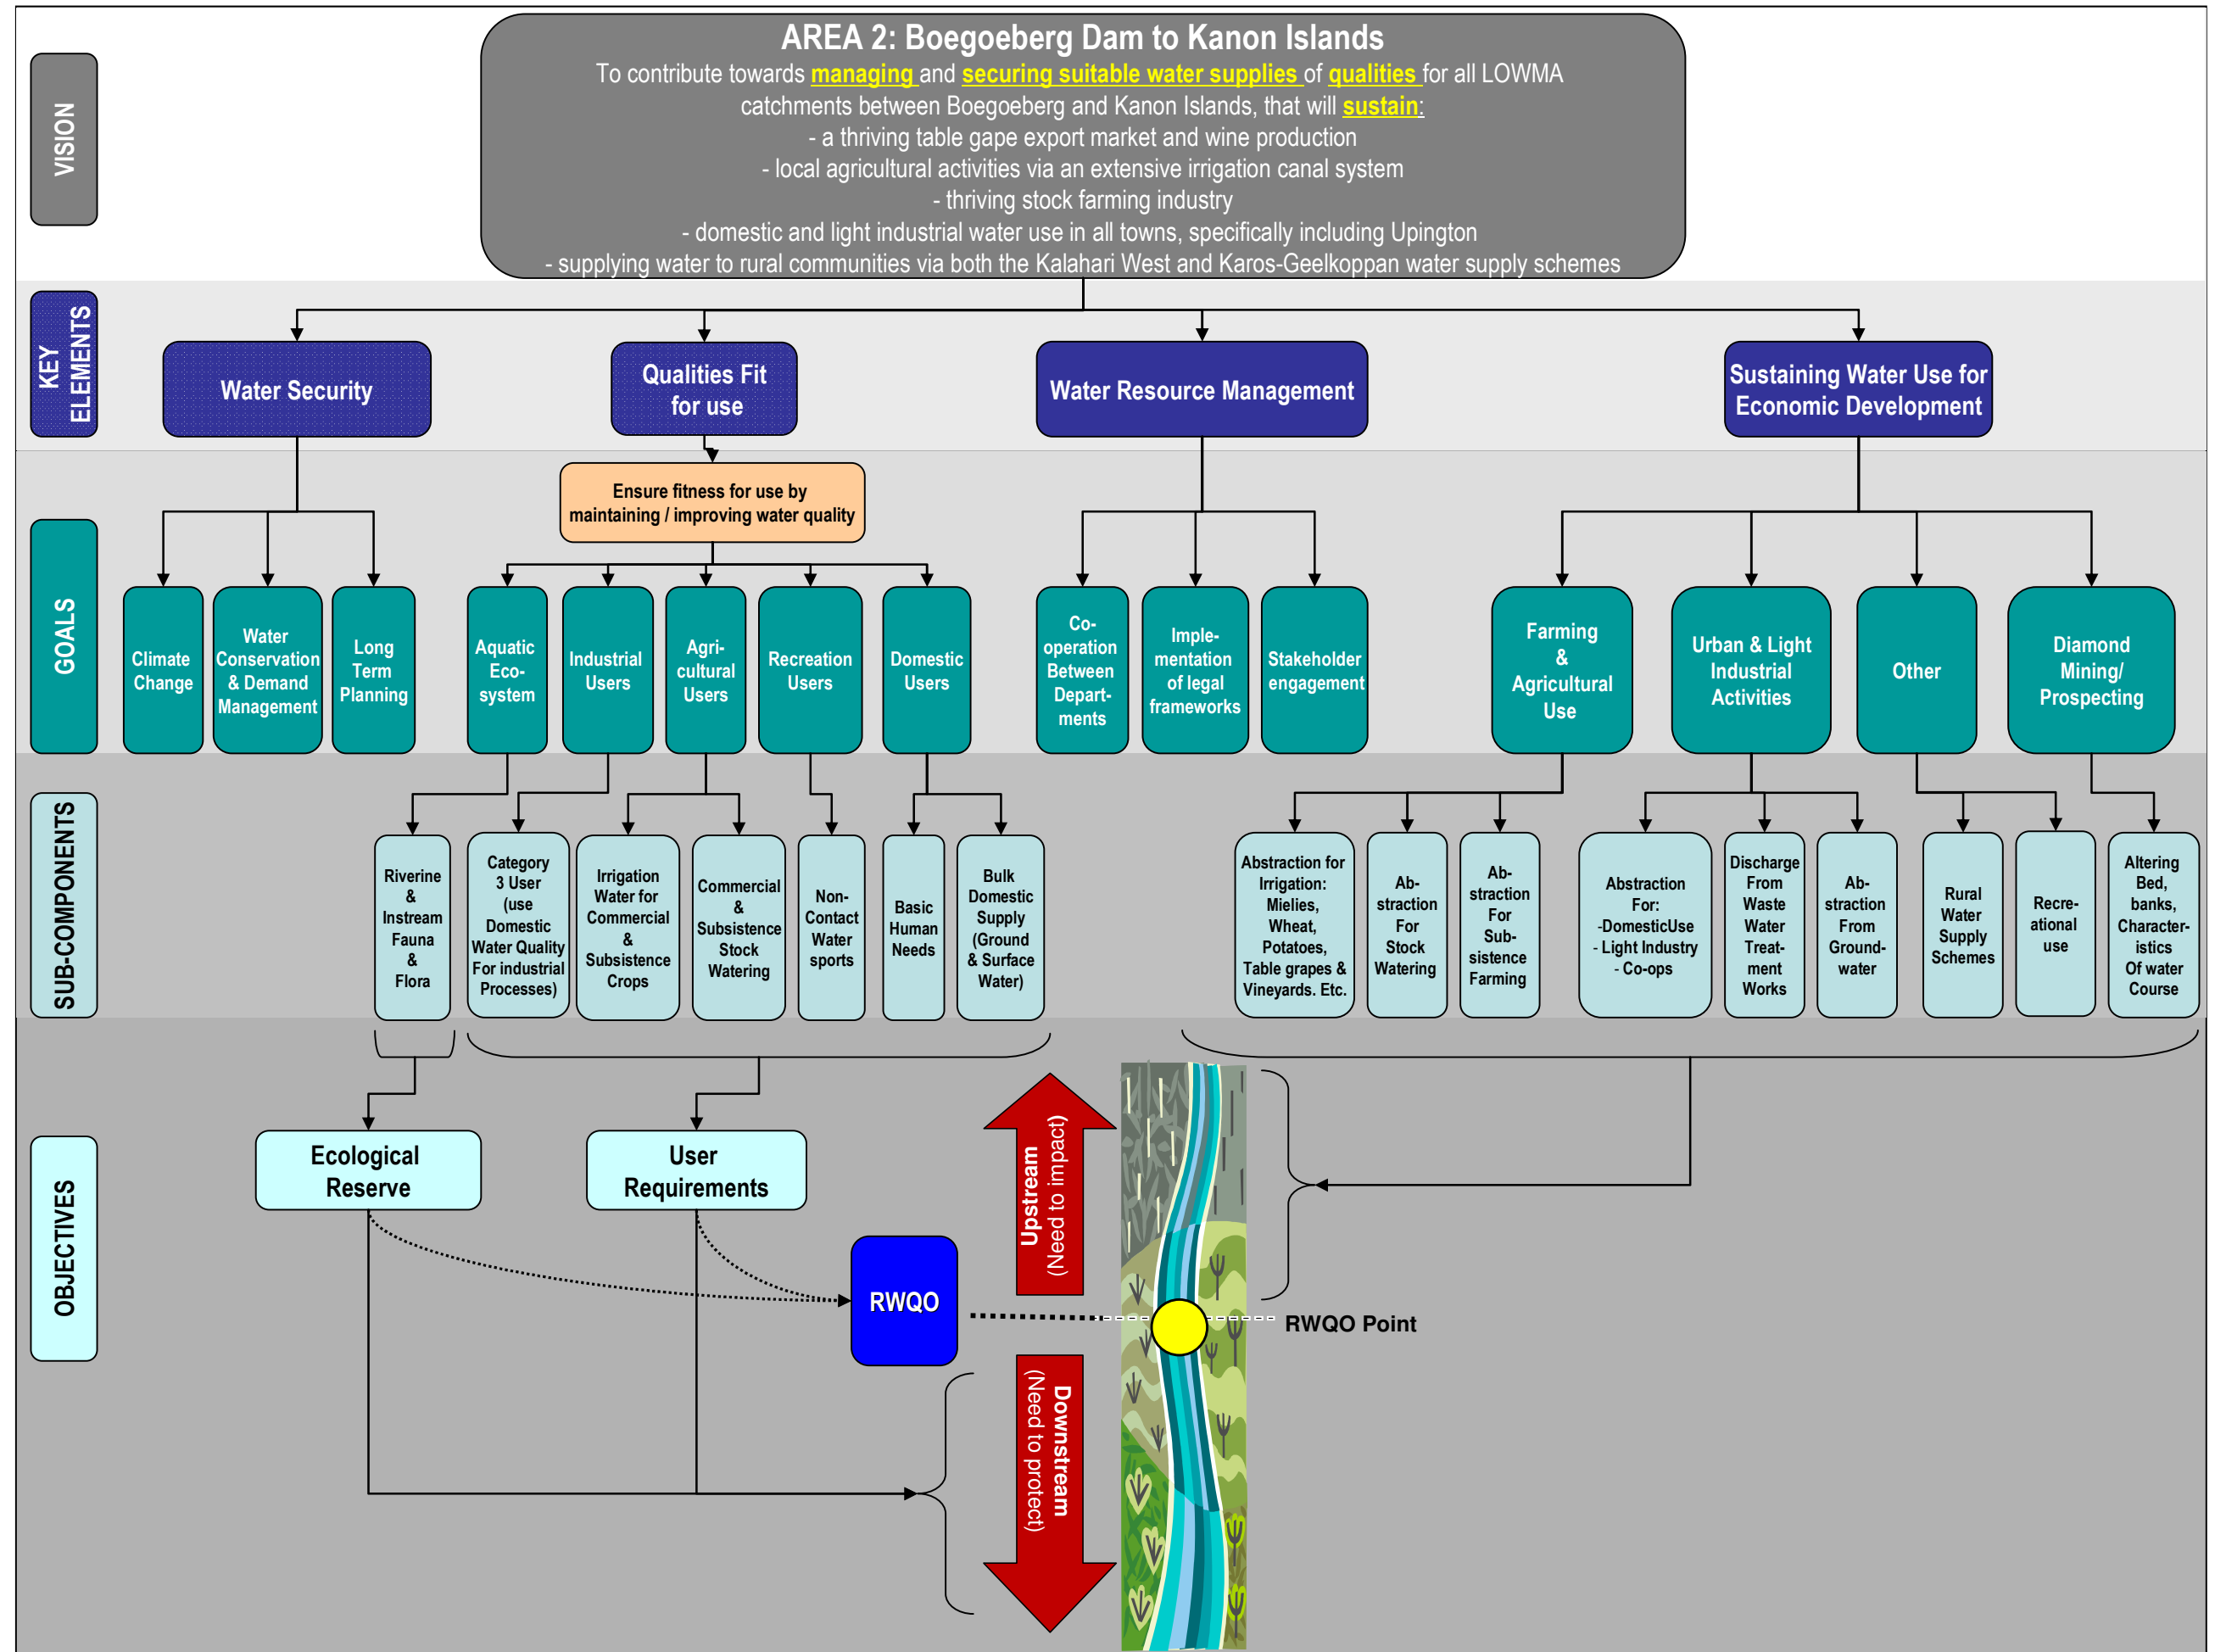 VISION
AREA 2: Boegoeberg Dam to Kanon Islands
To contribute towards managing and securing suitable water supplies of qualities for all LOWMA
catchments between Boegoeberg and Kanon Islands, that will sustain:
- a thriving table gape export market and wine production
- local agricultural activities via an extensive irrigation canal system
- thriving stock farming industry
- domestic and light industrial water use in all towns, specifically including Upington
- supplying water to rural communities via both the Kalahari West and Karos-Geelkoppan water supply schemes
KEY
ELEMENTS
Water Security
Qualities Fit
for use
Water Resource Management
Sustaining Water Use for
Economic Development
GOALS
Ensure fitness for use by
maintaining / improving water quality
Climate
Change
Water
Conservation
& Demand
Management
Long
Term
Planning
Aquatic
Eco-
system
Industrial
Users
Agri-
cultural
Users
Recreation
Users
Domestic
Users
Co-
operation
Between
Depart-
ments
Imple-
mentation
of legal
frameworks
Stakeholder
engagement
Farming
&
Agricultural
Use
Urban & Light
Industrial
Activities
Other
Diamond
Mining/
Prospecting
SUB-COMPONENTS
Riverine
&
Instream
Fauna
&
Flora
Category
3 User
(use
Domestic
Water Quality
For industrial
Processes)
Irrigation
Water for
Commercial
&
Subsistence
Crops
Commercial
&
Subsistence
Stock
Watering
Non-
Contact
Water
sports
Basic
Human
Needs
Bulk
Domestic
Supply
(Ground
& Surface
Water)
Abstraction for
Irrigation:
Mielies,
Wheat,
Potatoes,
Table grapes &
Vineyards. Etc.
Ab-
straction
For
Stock
Watering
Ab-
straction
For
Sub-
sistence
Farming
Abstraction
For:
-DomesticUse
- Light Industry
- Co-ops
Discharge
From
Waste
Water
Treat-
ment
Works
Ab-
straction
From
Ground-
water
Rural
Water
Supply
Schemes
Recre-
ational
use
Altering
Bed,
banks,
Character-
istics
Of water
Course
OBJECTIVES
Ecological
Reserve
User
Requirements
RWQO
Upstream
(Need to impact)
RWQO Point
Downstream
(Need to protect)